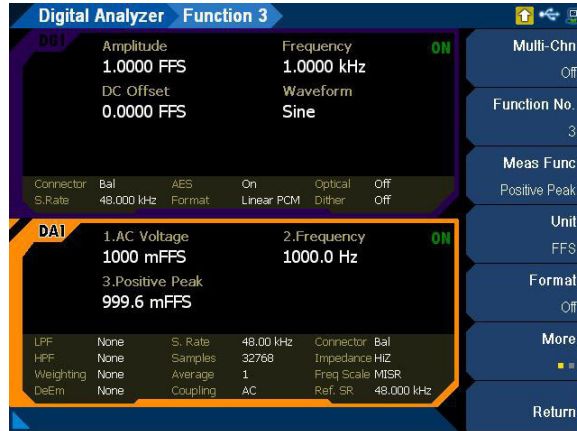 Digital Analyzer Function 3
DG1
Amplitude Frequency ON
1.0000 FFS 1.0000 kHz
DC Offset Waveform
0.0000 FFS Sine
Connector Bal AES On Optical Off
S.Rate 48.000 kHz Format Linear PCM Dither Off
DA1
1.AC Voltage 2.Frequency ON
1000 mFFS 1000.0 Hz
3.Positive Peak
999.6 mFFS
LPF None S. Rate 48.00 kHz Connector Bal
HPF None Samples 32768 Impedance HiZ
Weighting None Average 1 Freq Scale MISR
DeEm None Coupling AC Ref. SR 48.000 kHz
Multi-Chn
Off
Function No.
3
Meas Func
Positive Peak
Unit
FFS
Format
Off
More
Return